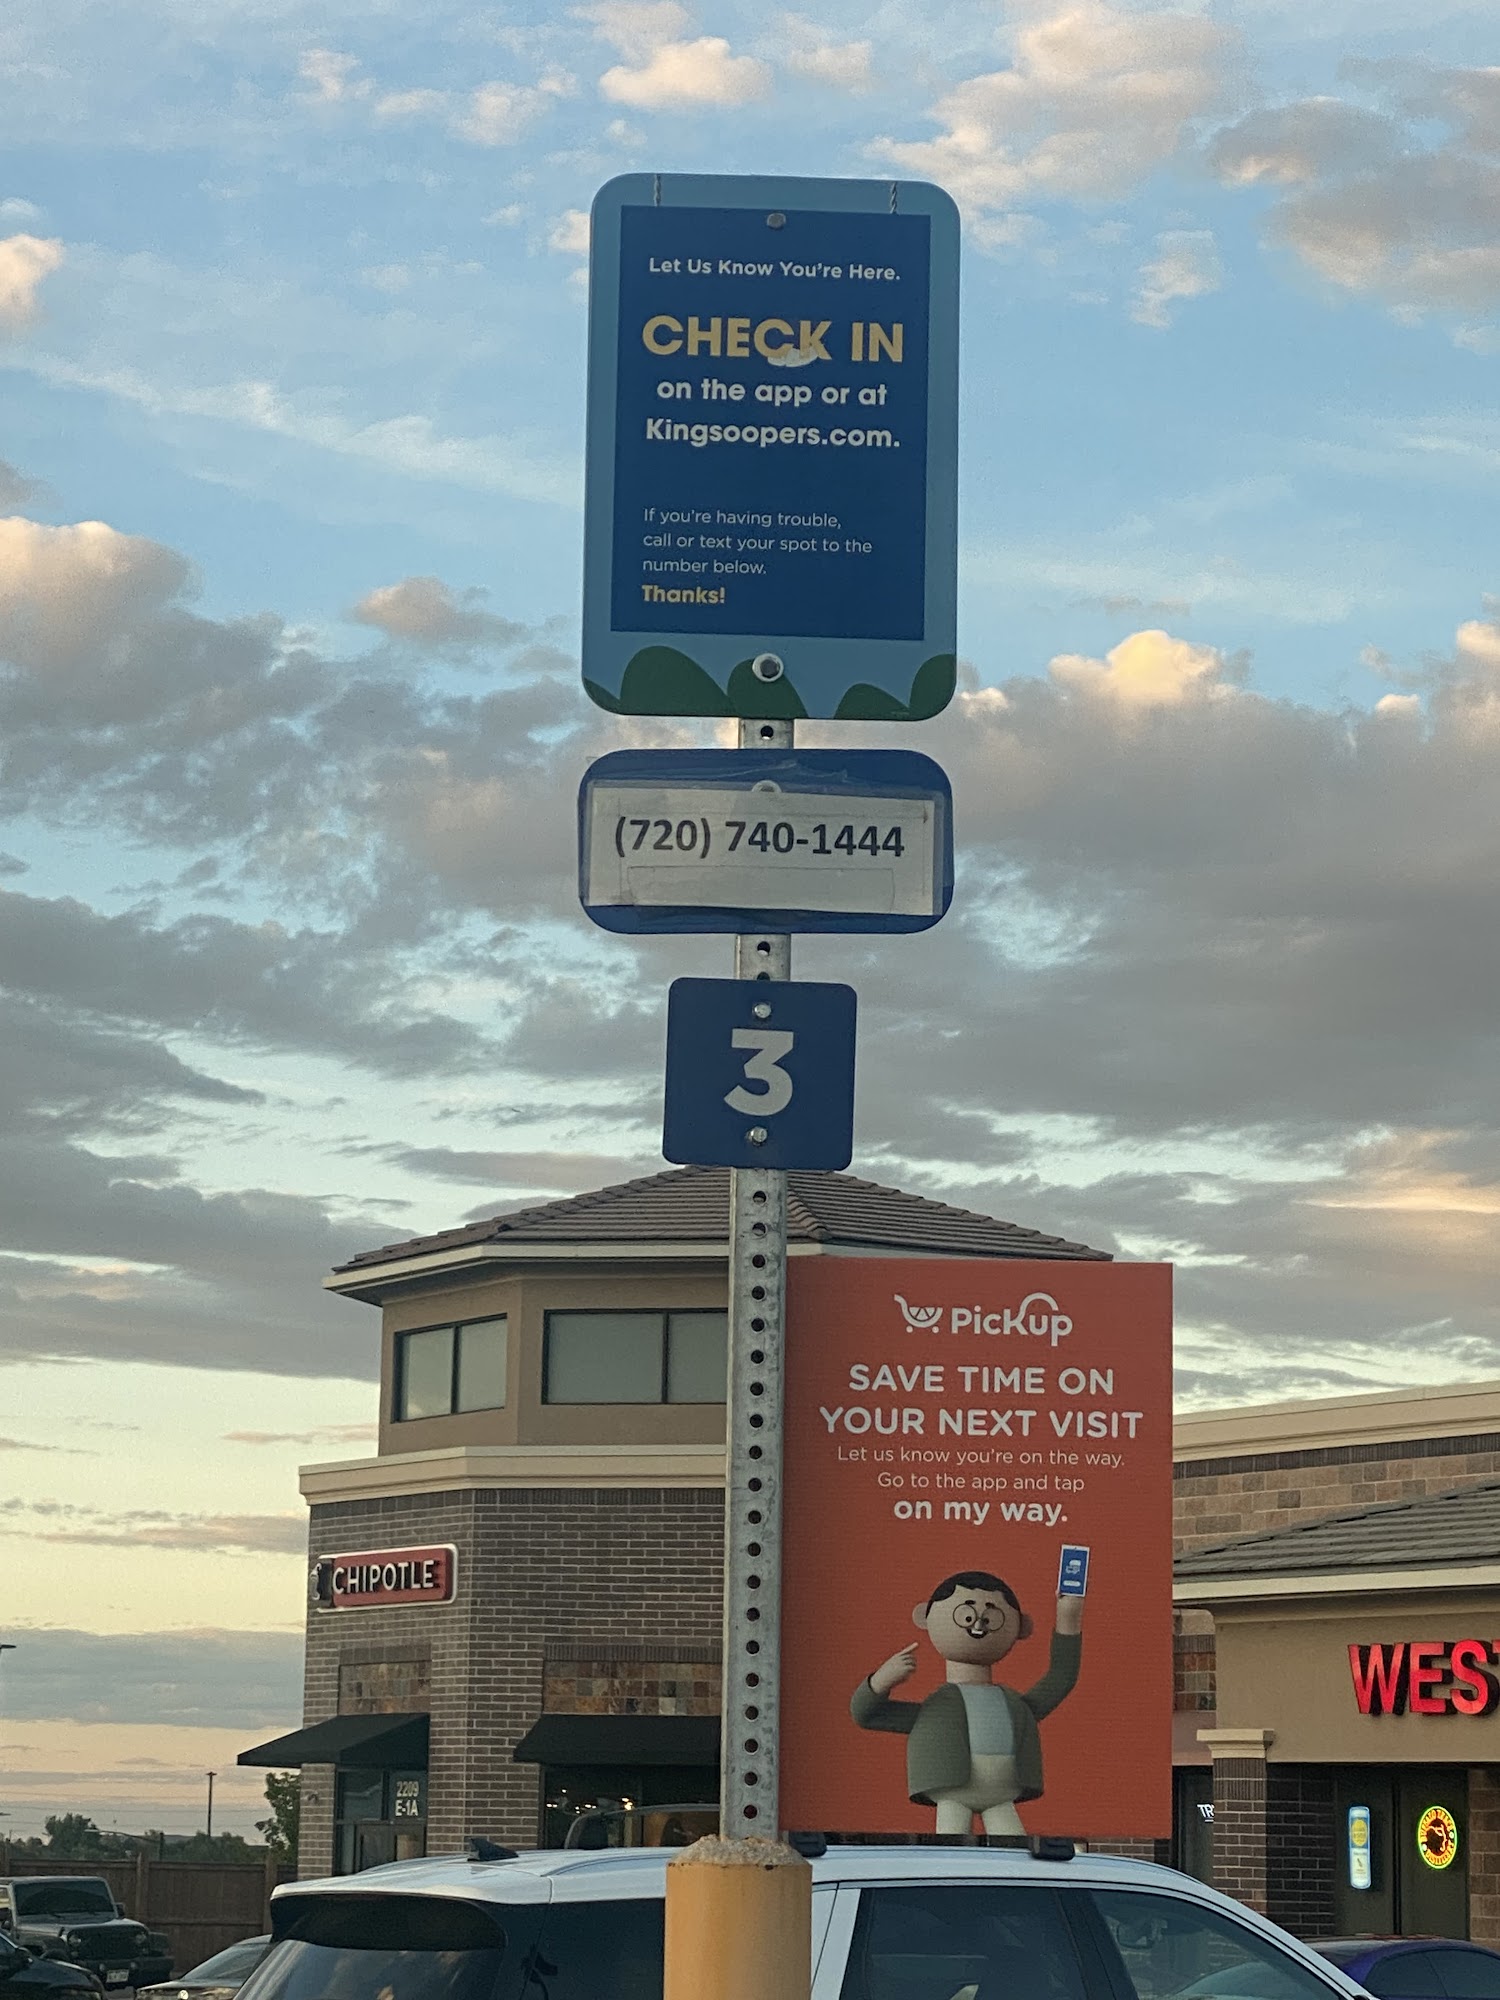 Let Us Know You're Here.
CHECK IN
on the app or at
Kingsoopers.com.
If you're having trouble,
call or text your spot to the
number below.
Thanks!
(720) 740-1444
3
PicKup
SAVE TIME ON
YOUR NEXT VISIT
Let us know you're on the way.
Go to the app and tap
on my way.
CHIPOTLE
2209
E-1A
WES